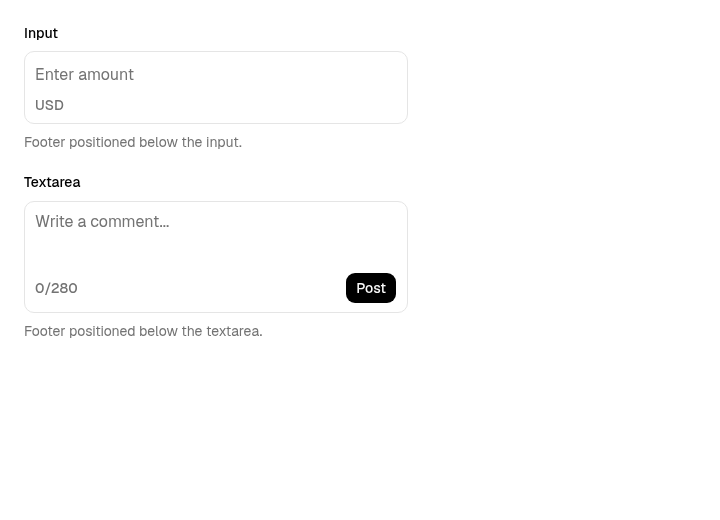 Input
Enter amount
USD
Footer positioned below the input.
Textarea
Write a comment...
0/280 Post
Footer positioned below the textarea.